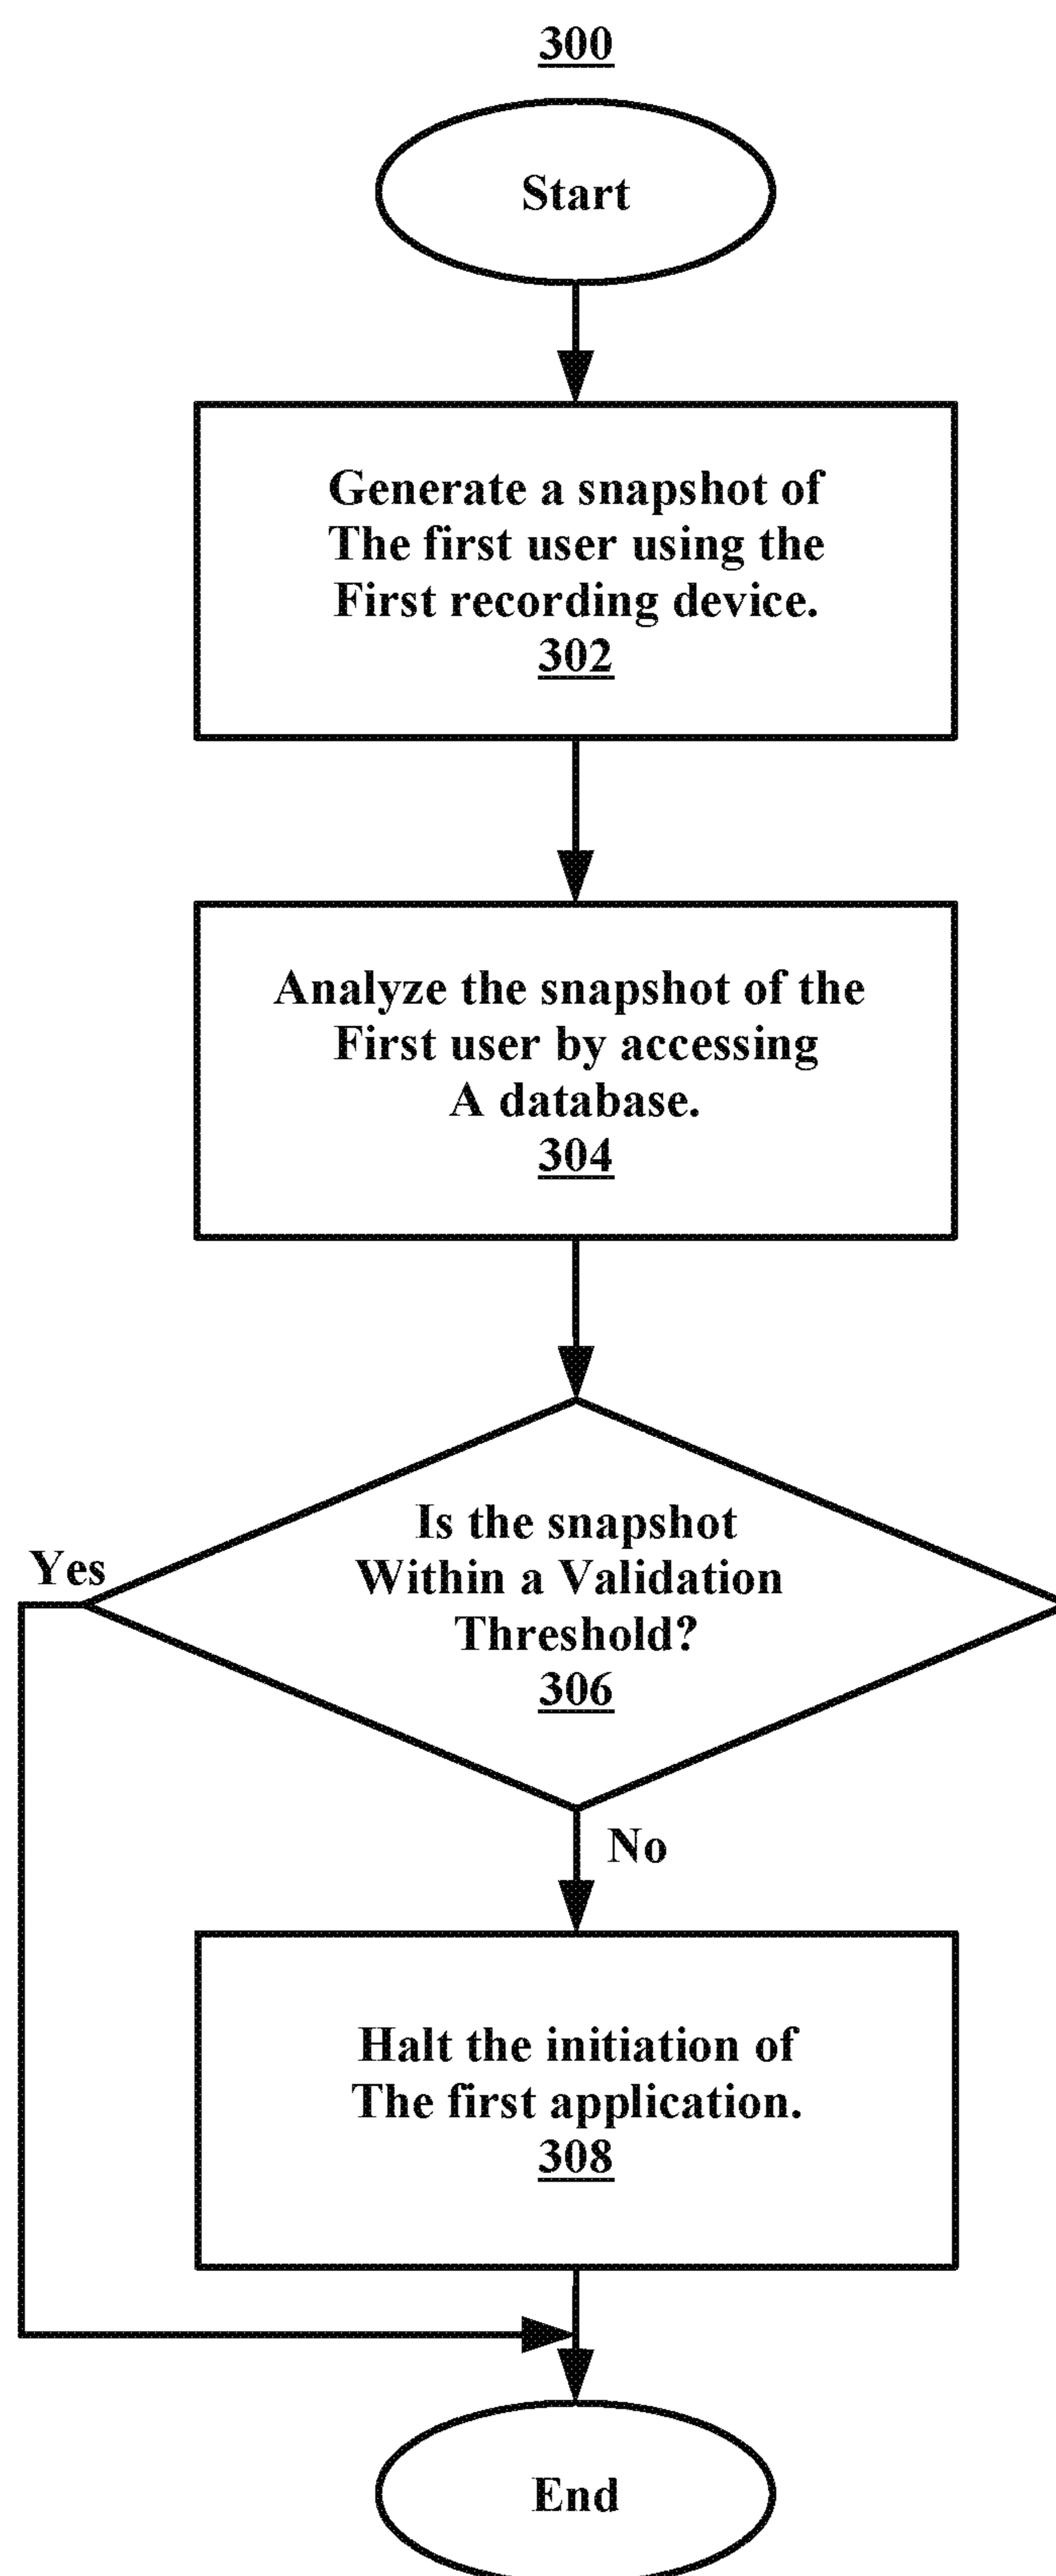 300
Start
Generate a snapshot of
The first user using the
First recording device.
302
Analyze the snapshot of the
First user by accessing
A database.
304
Is the snapshot
Within a Validation
Threshold?
306
Yes
No
Halt the initiation of
The first application.
308
End